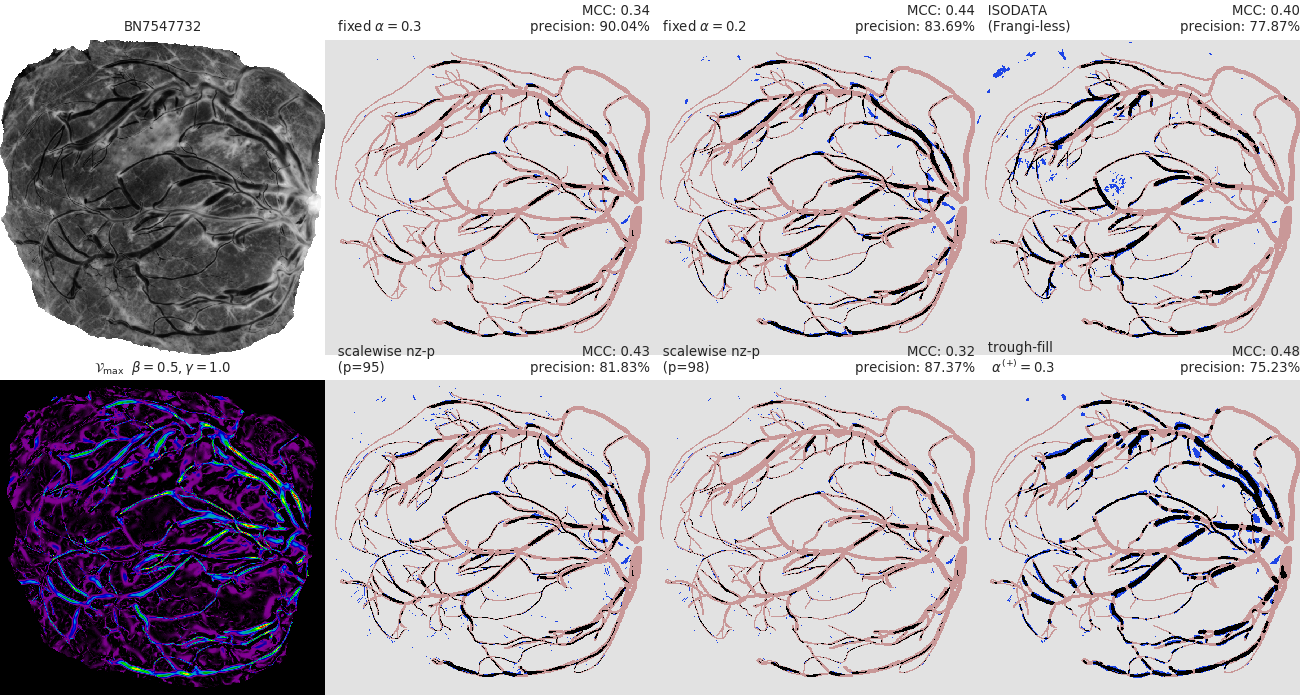 BN7547732
fixed α = 0.3
MCC: 0.34
precision: 90.04%
fixed α = 0.2
MCC: 0.44
precision: 83.69%
ISODATA
(Frangi-less)
MCC: 0.40
precision: 77.87%
𝒱max β = 0.5, γ = 1.0
scalewise nz-p
(p=95)
MCC: 0.43
precision: 81.83%
scalewise nz-p
(p=98)
MCC: 0.32
precision: 87.37%
trough-fill
α(+) = 0.3
MCC: 0.48
precision: 75.23%